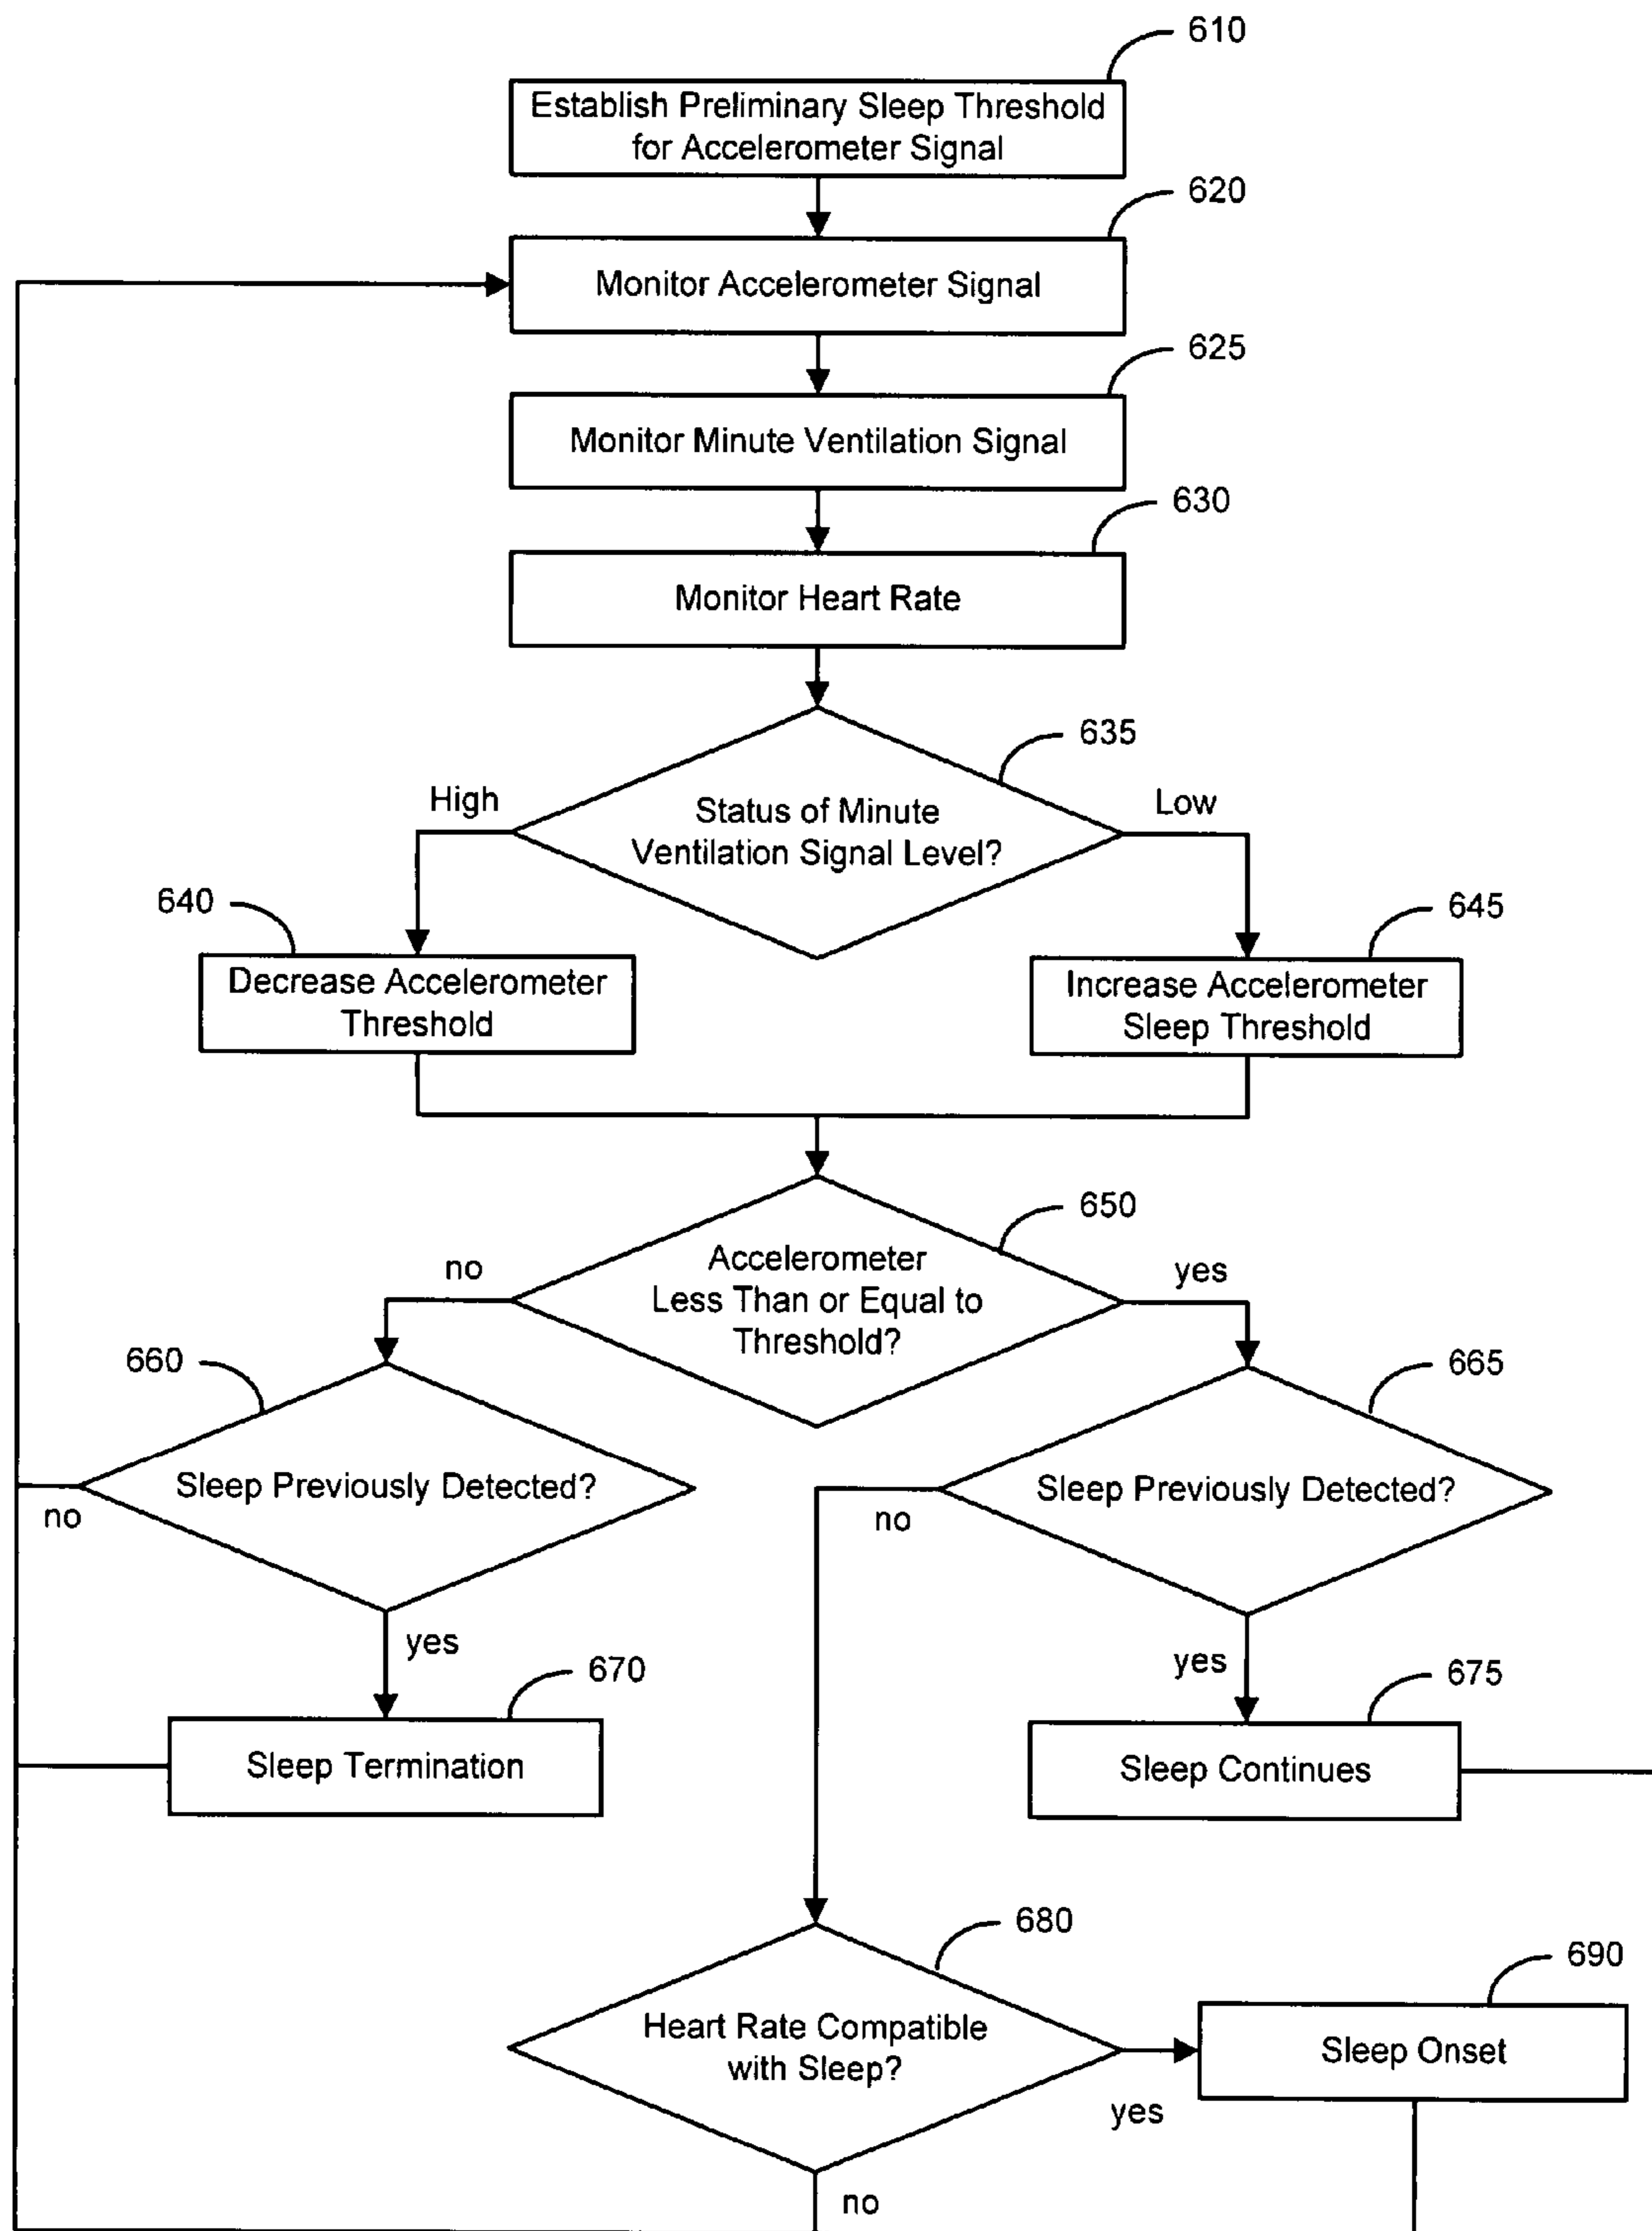 610
Establish Preliminary Sleep Threshold
for Accelerometer Signal
620
Monitor Accelerometer Signal
625
Monitor Minute Ventilation Signal
630
Monitor Heart Rate
635
High
Status of Minute
Ventilation Signal Level?
Low
640
Decrease Accelerometer
Threshold
645
Increase Accelerometer
Sleep Threshold
650
no
Accelerometer
Less Than or Equal to
Threshold?
yes
660
Sleep Previously Detected?
no
665
Sleep Previously Detected?
no
yes
670
Sleep Termination
yes
675
Sleep Continues
680
Heart Rate Compatible
with Sleep?
yes
690
Sleep Onset
no